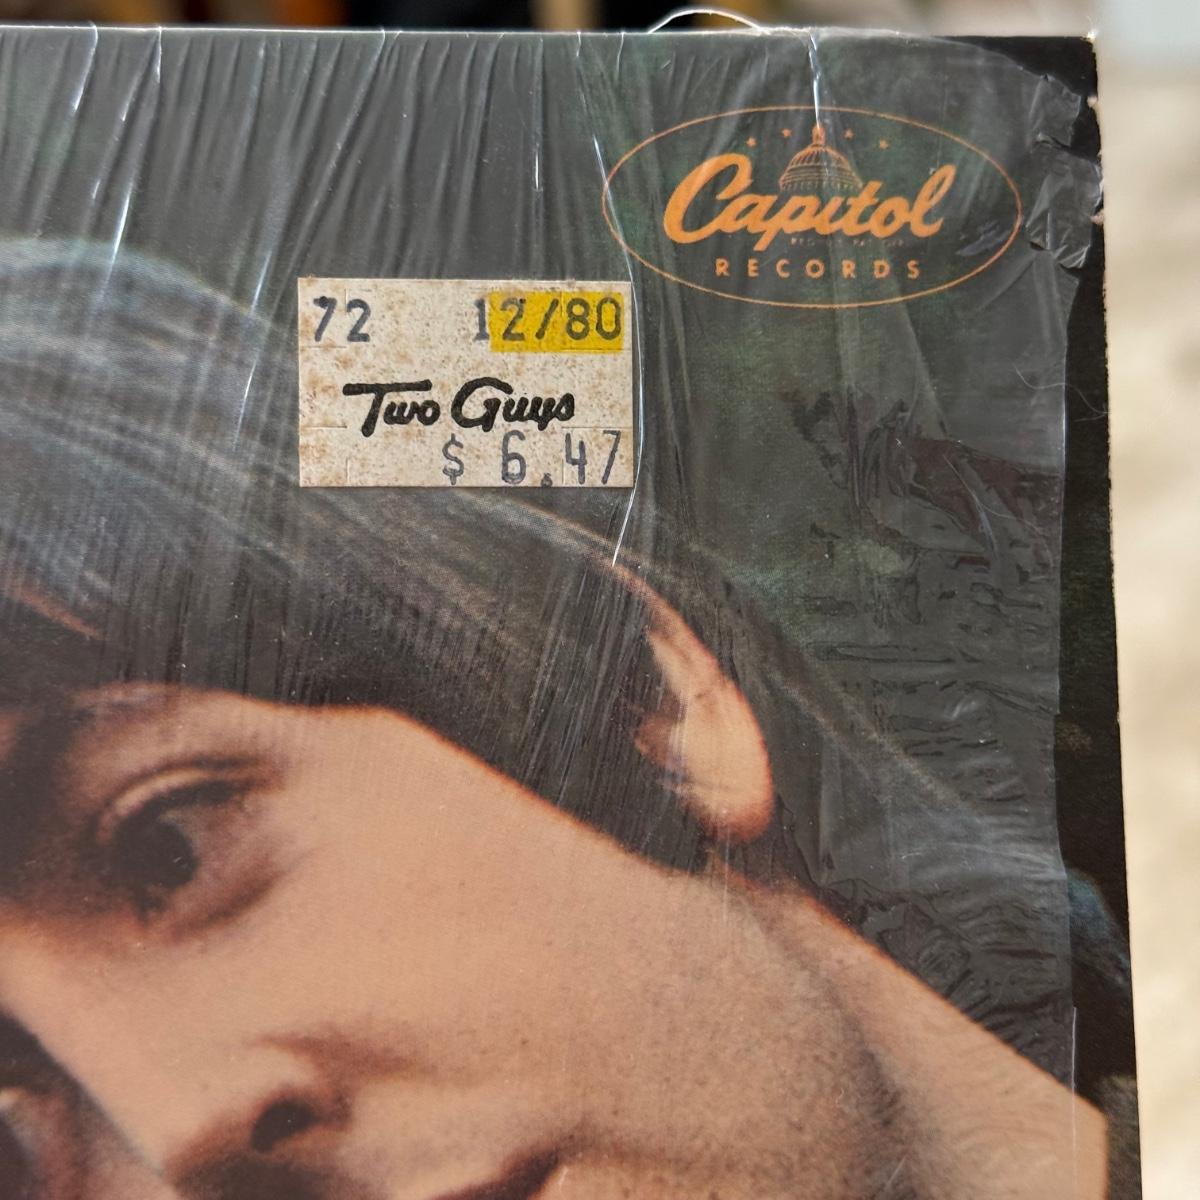 Capitol
RECORDS
72 12/80
Two Guys
$ 6.47